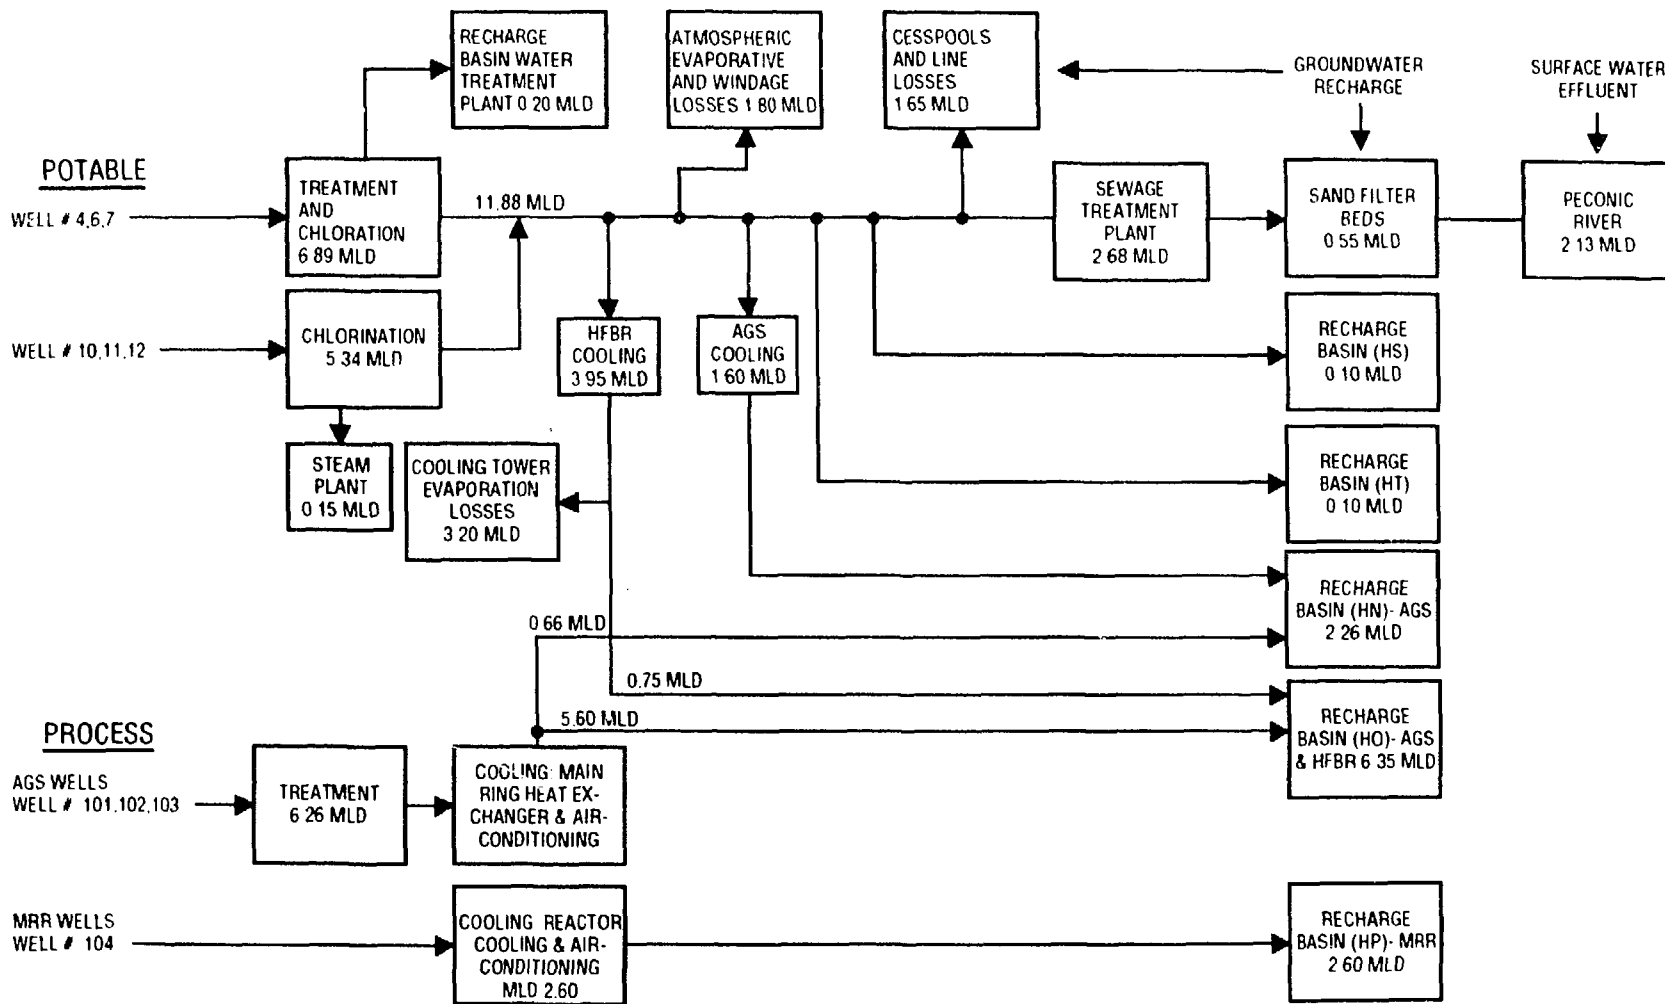 RECHARGE
BASIN WATER
TREATMENT
PLANT 0 20 MLD
ATMOSPHERIC
EVAPORATIVE
AND WINDAGE
LOSSES 1 80 MLD
CESSPOOLS
AND LINE
LOSSES
1 65 MLD
GROUNDWATER
RECHARGE
SURFACE WATER
EFFLUENT
POTABLE
WELL # 4,6,7
TREATMENT
AND
CHLORATION
6 89 MLD
11.88 MLD
SEWAGE
TREATMENT
PLANT
2 68 MLD
SAND FILTER
BEDS
0 55 MLD
PECONIC
RIVER
2 13 MLD
WELL # 10,11,12
CHLORINATION
5 34 MLD
HFBR
COOLING
3 95 MLD
AGS
COOLING
1 60 MLD
RECHARGE
BASIN (HS)
0 10 MLD
STEAM
PLANT
0 15 MLD
COOLING TOWER
EVAPORATION
LOSSES
3 20 MLD
RECHARGE
BASIN (HT)
0 10 MLD
RECHARGE
BASIN (HN)- AGS
2 26 MLD
0 66 MLD
0.75 MLD
5.60 MLD
RECHARGE
BASIN (HO)- AGS
& HFBR 6 35 MLD
PROCESS
AGS WELLS
WELL # 101,102,103
TREATMENT
6 26 MLD
COOLING: MAIN
RING HEAT EX-
CHANGER & AIR-
CONDITIONING
MRR WELLS
WELL # 104
COOLING REACTOR
COOLING & AIR-
CONDITIONING
MLD 2.60
RECHARGE
BASIN (HP)- MRR
2 60 MLD